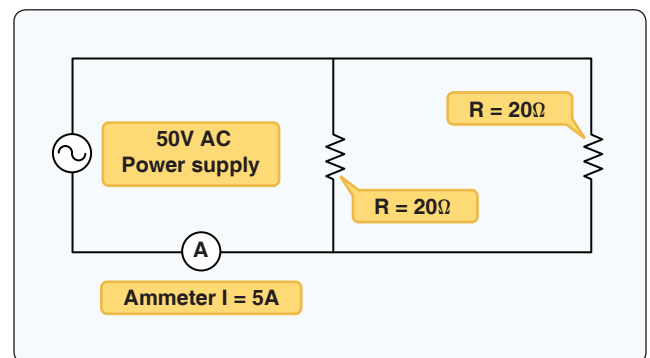 50V AC
Power supply
R = 20Ω
R = 20Ω
A
Ammeter I = 5A